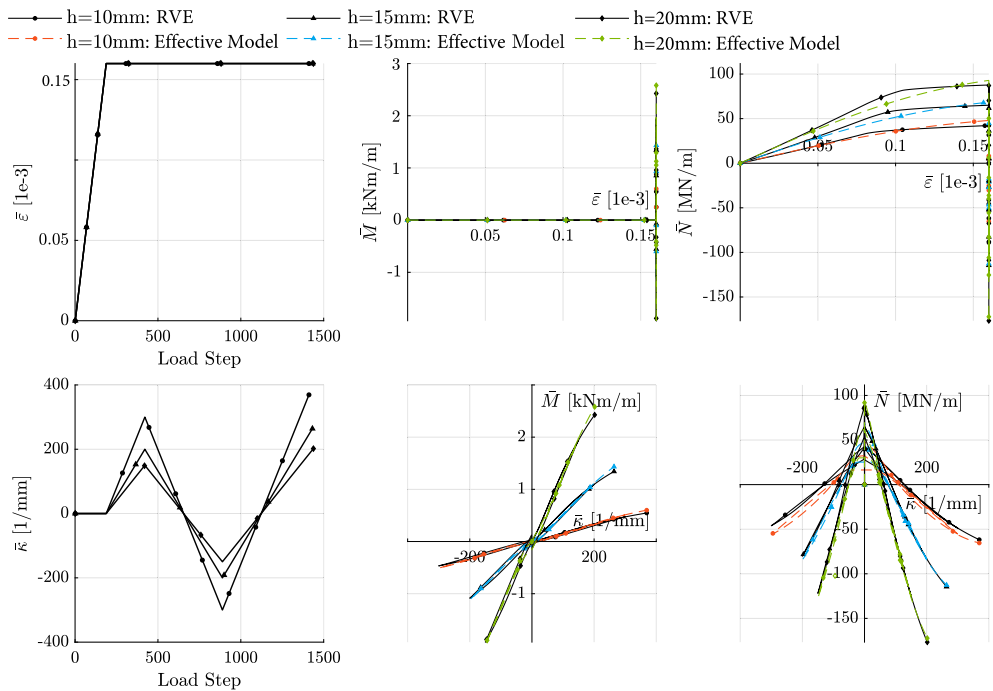 h=10mm: RVE h=15mm: RVE h=20mm: RVE
h=10mm: Effective Model h=15mm: Effective Model h=20mm: Effective Model
0.15
0.05
0
ε̄ [1e-3]
0 500 1000 1500
Load Step
3
2
1
0
-1
M̄ [kNm/m]
ε̄ [1e-3]
0.05 0.1 0.15
100
50
0
-50
-100
-150
N̄ [MN/m]
0.05 0.1 0.15
ε̄ [1e-3]
400
200
0
-200
-400
κ̄ [1/mm]
0 500 1000 1500
Load Step
M̄ [kNm/m]
2
1
κ̄ [1/mm]
-200 200
-1
100
N̄ [MN/m]
50
-200 200
κ̄ [1/mm]
-50
-100
-150